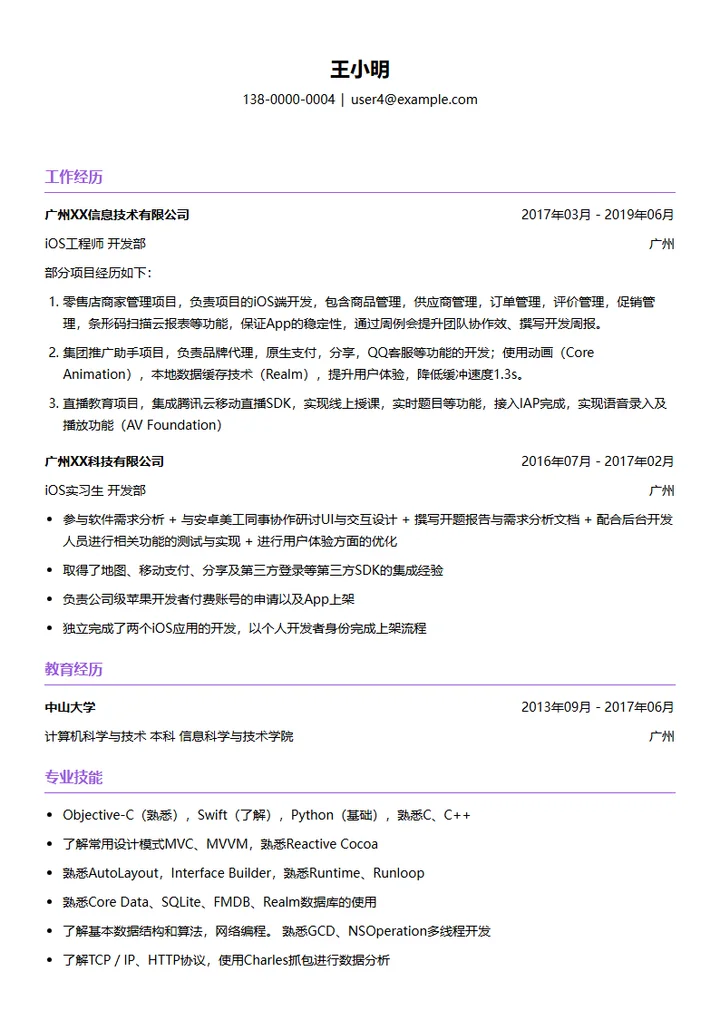 王小明
138-0000-0004 | user4@example.com
工作经历
广州XX信息技术有限公司 2017年03月 - 2019年06月
iOS工程师 开发部 广州
部分项目经历如下：
1. 零售店商家管理项目，负责项目的iOS端开发，包含商品管理，供应商管理，订单管理，评价管理，促销管
理，条形码扫描云报表等功能，保证App的稳定性，通过周例会提升团队协作效、撰写开发周报。
2. 集团推广助手项目，负责品牌代理，原生支付，分享，QQ客服等功能的开发；使用动画（Core
Animation），本地数据缓存技术（Realm），提升用户体验，降低缓冲速度1.3s。
3. 直播教育项目，集成腾讯云移动直播SDK，实现线上授课，实时题目等功能，接入IAP完成，实现语音录入及
播放功能（AV Foundation）
广州XX科技有限公司 2016年07月 - 2017年02月
iOS实习生 开发部 广州
• 参与软件需求分析 + 与安卓美工同事协作研讨UI与交互设计 + 撰写开题报告与需求分析文档 + 配合后台开发
人员进行相关功能的测试与实现 + 进行用户体验方面的优化
• 取得了地图、移动支付、分享及第三方登录等第三方SDK的集成经验
• 负责公司级苹果开发者付费账号的申请以及App上架
• 独立完成了两个iOS应用的开发，以个人开发者身份完成上架流程
教育经历
中山大学 2013年09月 - 2017年06月
计算机科学与技术 本科 信息科学与技术学院 广州
专业技能
• Objective-C（熟悉），Swift（了解），Python（基础），熟悉C、C++
• 了解常用设计模式MVC、MVVM，熟悉Reactive Cocoa
• 熟悉AutoLayout，Interface Builder，熟悉Runtime、Runloop
• 熟悉Core Data、SQLite、FMDB、Realm数据库的使用
• 了解基本数据结构和算法，网络编程。 熟悉GCD、NSOperation多线程开发
• 了解TCP / IP、HTTP协议，使用Charles抓包进行数据分析